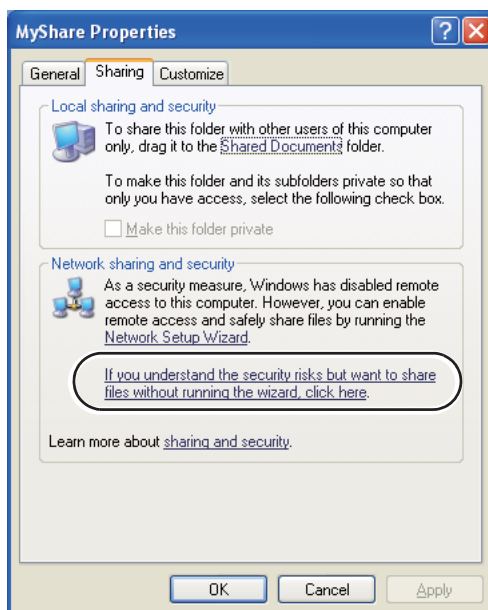 MyShare Properties
General Sharing Customize
Local sharing and security
To share this folder with other users of this computer
only, drag it to the Shared Documents folder.
To make this folder and its subfolders private so that
only you have access, select the following check box.
Make this folder private
Network sharing and security
As a security measure, Windows has disabled remote
access to this computer. However, you can enable
remote access and safely share files by running the
Network Setup Wizard.
If you understand the security risks but want to share
files without running the wizard, click here.
Learn more about sharing and security.
OK Cancel Apply